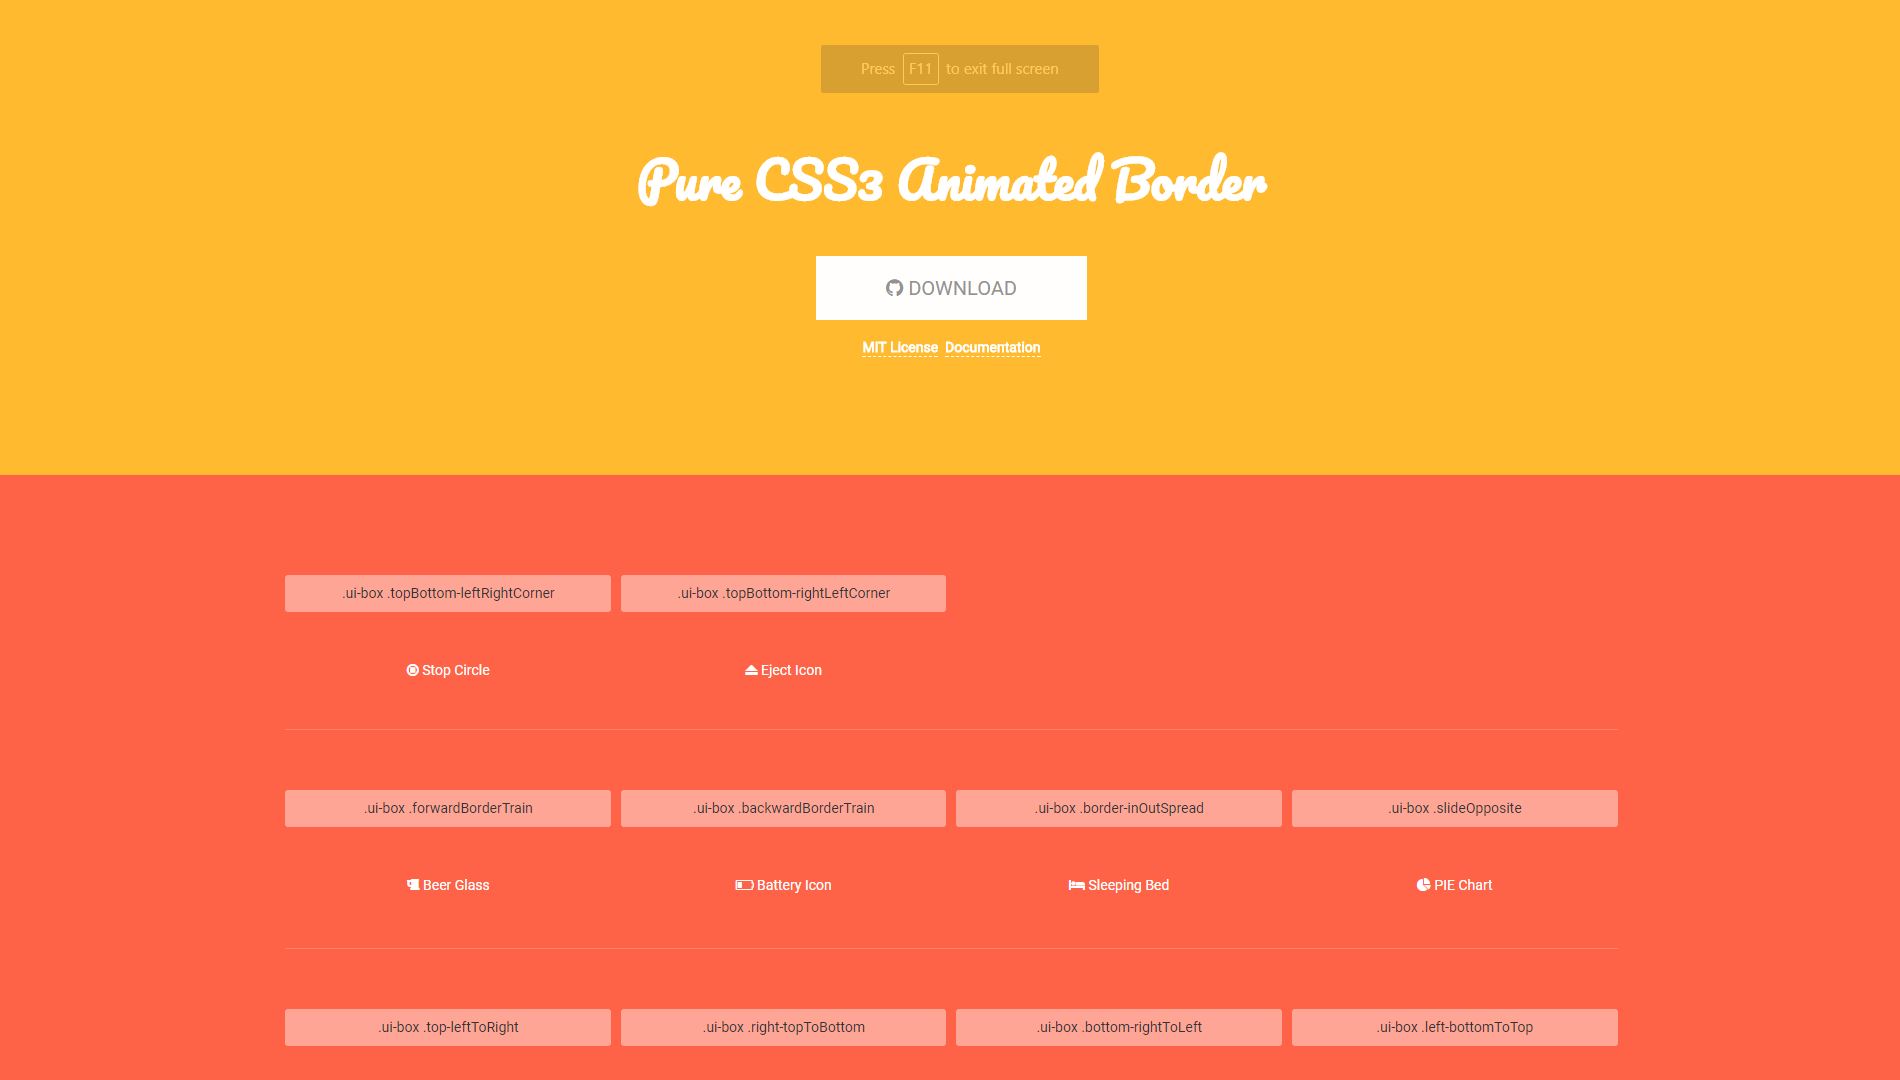 Press F11 to exit full screen
Pure CSS3 Animated Border
DOWNLOAD
MIT License Documentation
.ui-box .topBottom-leftRightCorner .ui-box .topBottom-rightLeftCorner
Stop Circle Eject Icon
.ui-box .forwardBorderTrain .ui-box .backwardBorderTrain .ui-box .border-inOutSpread .ui-box .slideOpposite
Beer Glass Battery Icon Sleeping Bed PIE Chart
.ui-box .top-leftToRight .ui-box .right-topToBottom .ui-box .bottom-rightToLeft .ui-box .left-bottomToTop